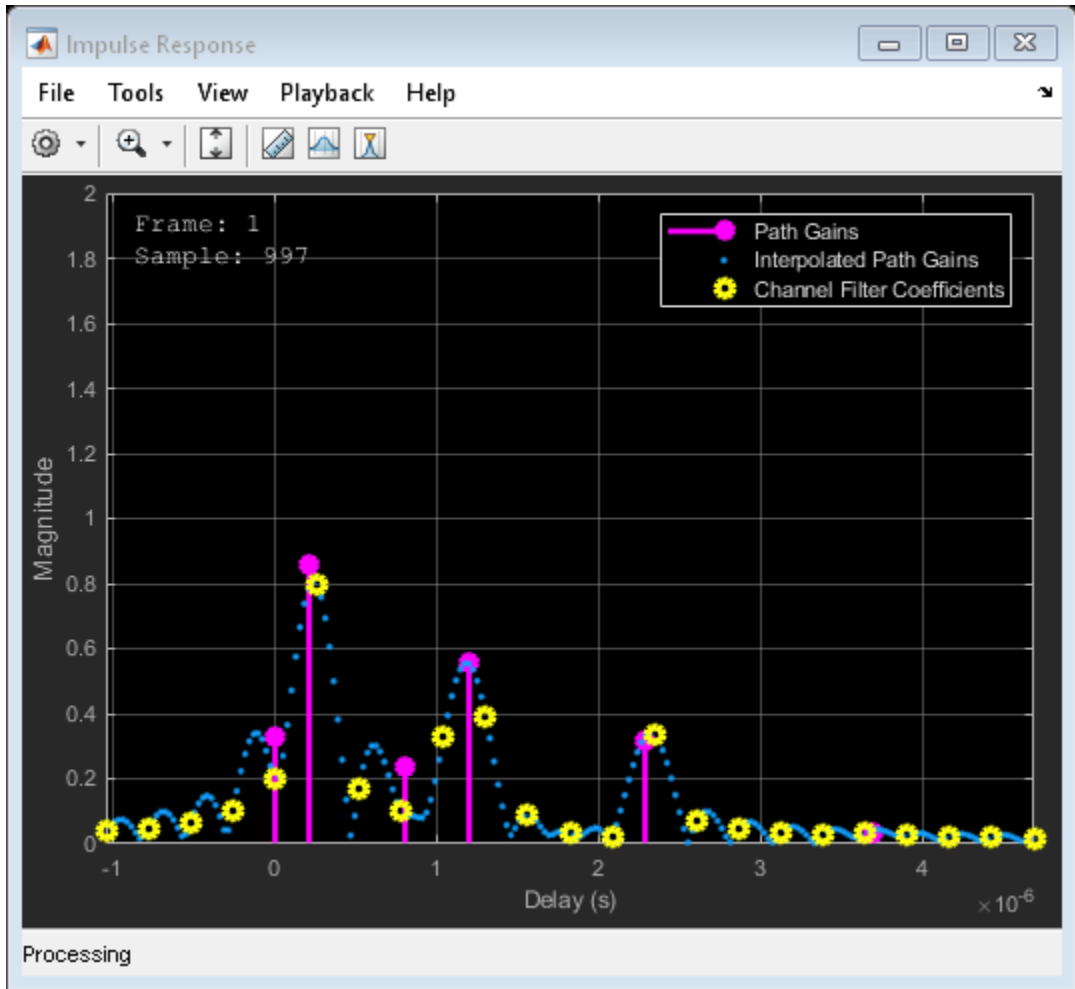 Impulse Response
File Tools View Playback Help
Frame: 1
Sample: 997
Path Gains
Interpolated Path Gains
Channel Filter Coefficients
2
1.8
1.6
1.4
1.2
1
0.8
0.6
0.4
0.2
0
Magnitude
-1 0 1 2 3 4
Delay (s)
×10⁻⁶
Processing